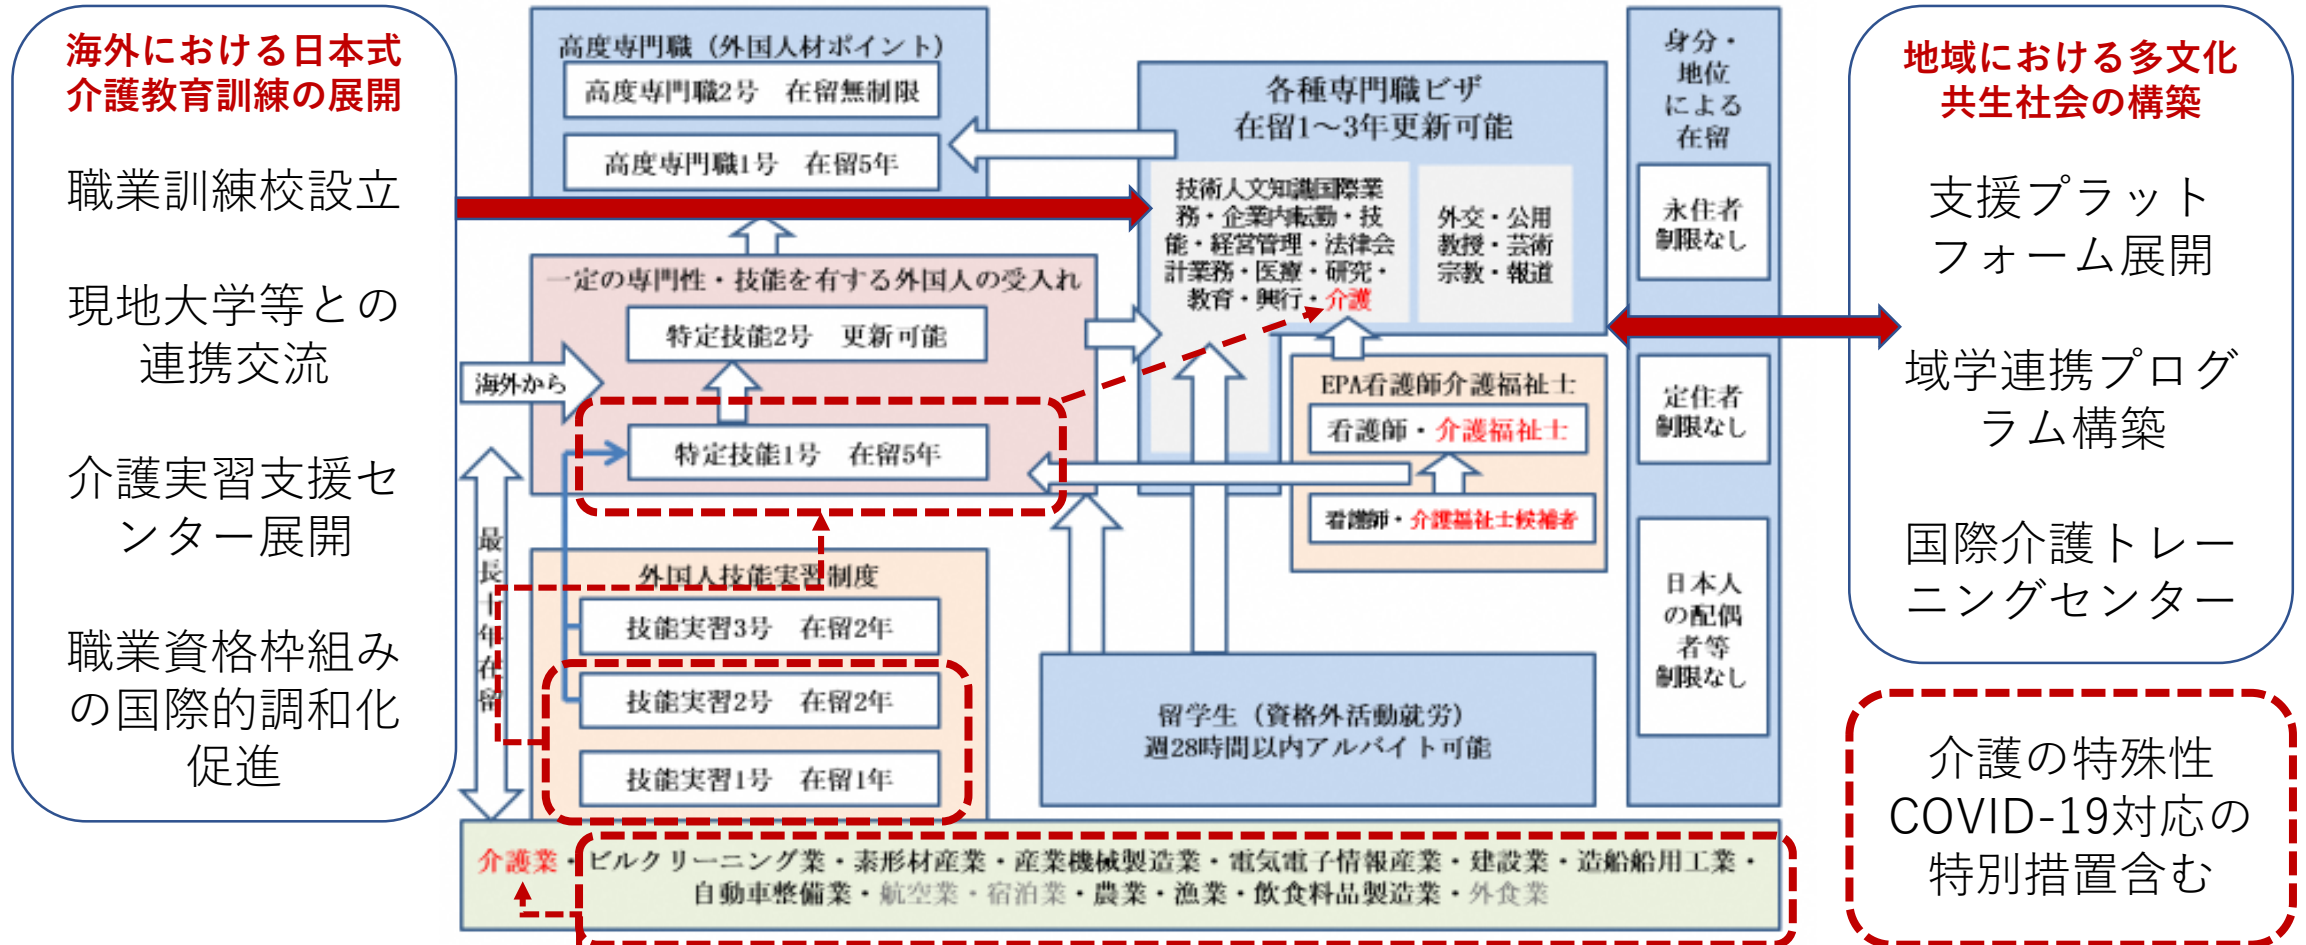 海外における日本式
介護教育訓練の展開
職業訓練校設立
現地大学等との
連携交流
介護実習支援セ
ンター展開
職業資格枠組み
の国際的調和化
促進
高度専門職（外国人材ポイント）
高度専門職2号　在留無制限
高度専門職1号　在留5年
一定の専門性・技能を有する外国人の受入れ
特定技能2号　更新可能
海外から
特定技能1号　在留5年
最長十年在留
外国人技能実習制度
技能実習3号　在留2年
技能実習2号　在留2年
技能実習1号　在留1年
各種専門職ビザ
在留1～3年更新可能
技術人文知識国際業
務・企業内転勤・技
能・経営管理・法律会
計業務・医療・研究・
教育・興行・介護
外交・公用
教授・芸術
宗教・報道
EPA看護師介護福祉士
看護師・介護福祉士
看護師・介護福祉士候補者
留学生（資格外活動就労）
週28時間以内アルバイト可能
身分・
地位
による
在留
永住者
制限なし
定住者
制限なし
日本人
の配偶
者等
制限なし
介護業・ビルクリーニング業・素形材産業・産業機械製造業・電気電子情報産業・建設業・造船舶用工業・
自動車整備業・航空業・宿泊業・農業・漁業・飲食料品製造業・外食業
地域における多文化
共生社会の構築
支援プラット
フォーム展開
域学連携プログ
ラム構築
国際介護トレー
ニングセンター
介護の特殊性
COVID-19対応の
特別措置含む